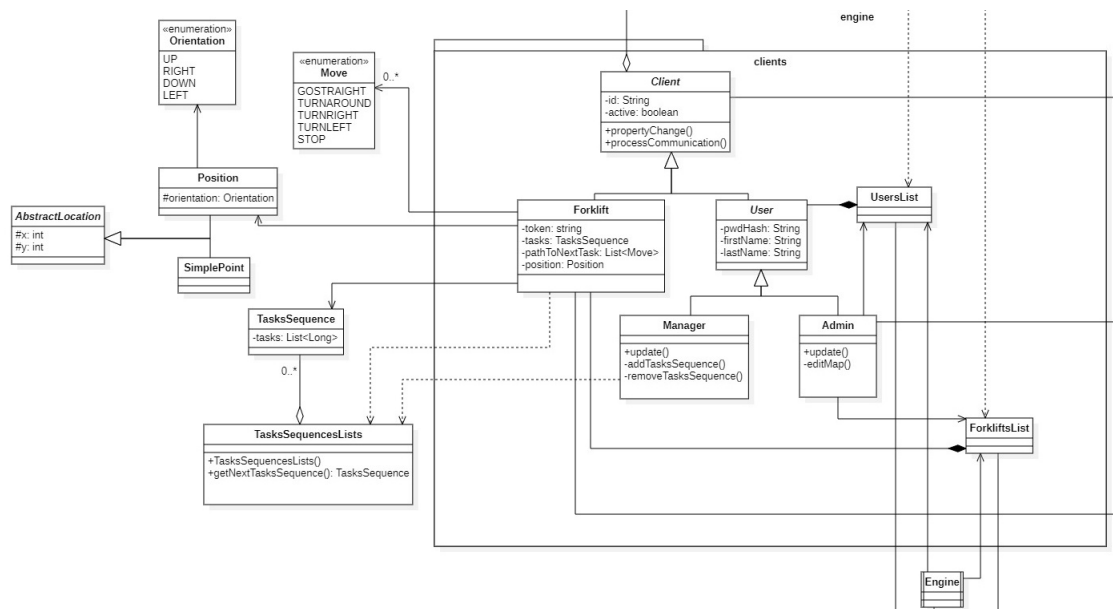 engine
clients
«enumeration»
Orientation
UP
RIGHT
DOWN
LEFT
«enumeration»
Move
GOSTRAIGHT
TURNAROUND
TURNRIGHT
TURNLEFT
STOP
0..*
Client
-id: String
-active: boolean
+propertyChange()
+processCommunication()
Position
#orientation: Orientation
AbstractLocation
#x: int
#y: int
SimplePoint
Forklift
-token: string
-tasks: TasksSequence
-pathToNextTask: List<Move>
-position: Position
User
-pwdHash: String
-firstName: String
-lastName: String
UsersList
TasksSequence
-tasks: List<Long>
0..*
Manager
+update()
-addTasksSequence()
-removeTasksSequence()
Admin
+update()
-editMap()
TasksSequencesLists
+TasksSequencesLists()
+getNextTasksSequence(): TasksSequence
ForkliftsList
Engine